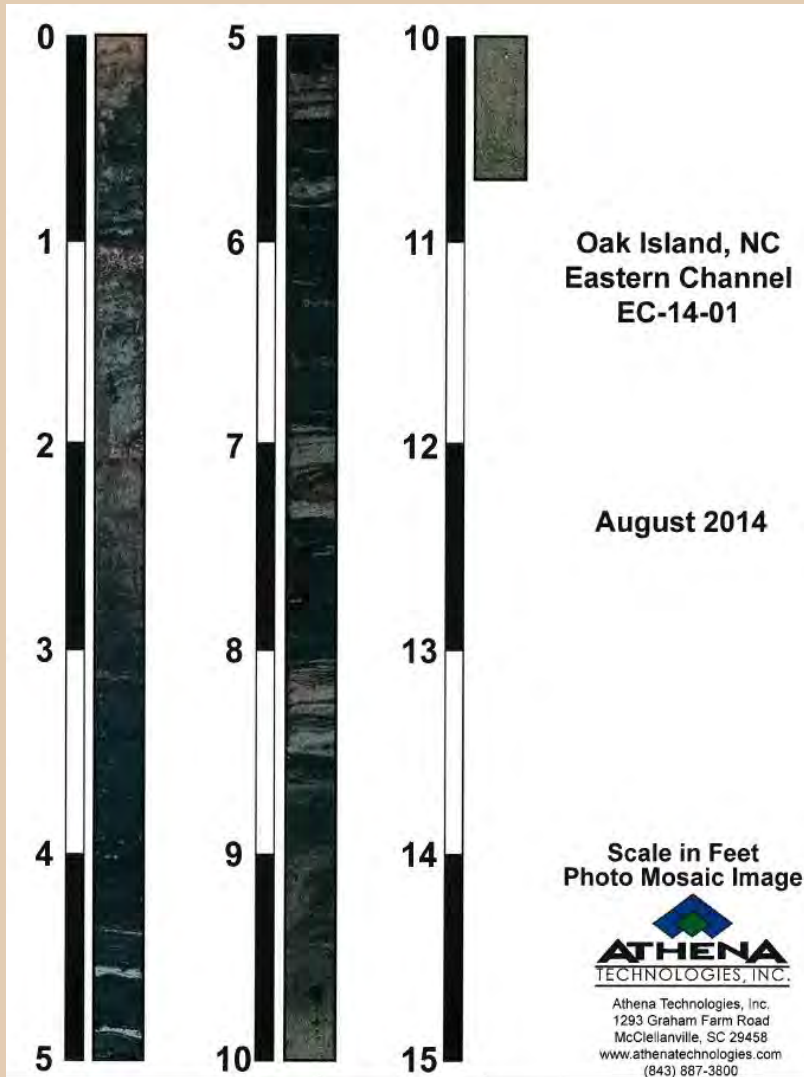 0
1
2
3
4
5
5
6
7
8
9
10
10
11
12
13
14
15
Oak Island, NC
Eastern Channel
EC-14-01
August 2014
Scale in Feet
Photo Mosaic Image
ATHENA
TECHNOLOGIES, INC.
Athena Technologies, Inc.
1293 Graham Farm Road
McClellanville, SC 29458
www.athenatechnologies.com
(843) 887-3800